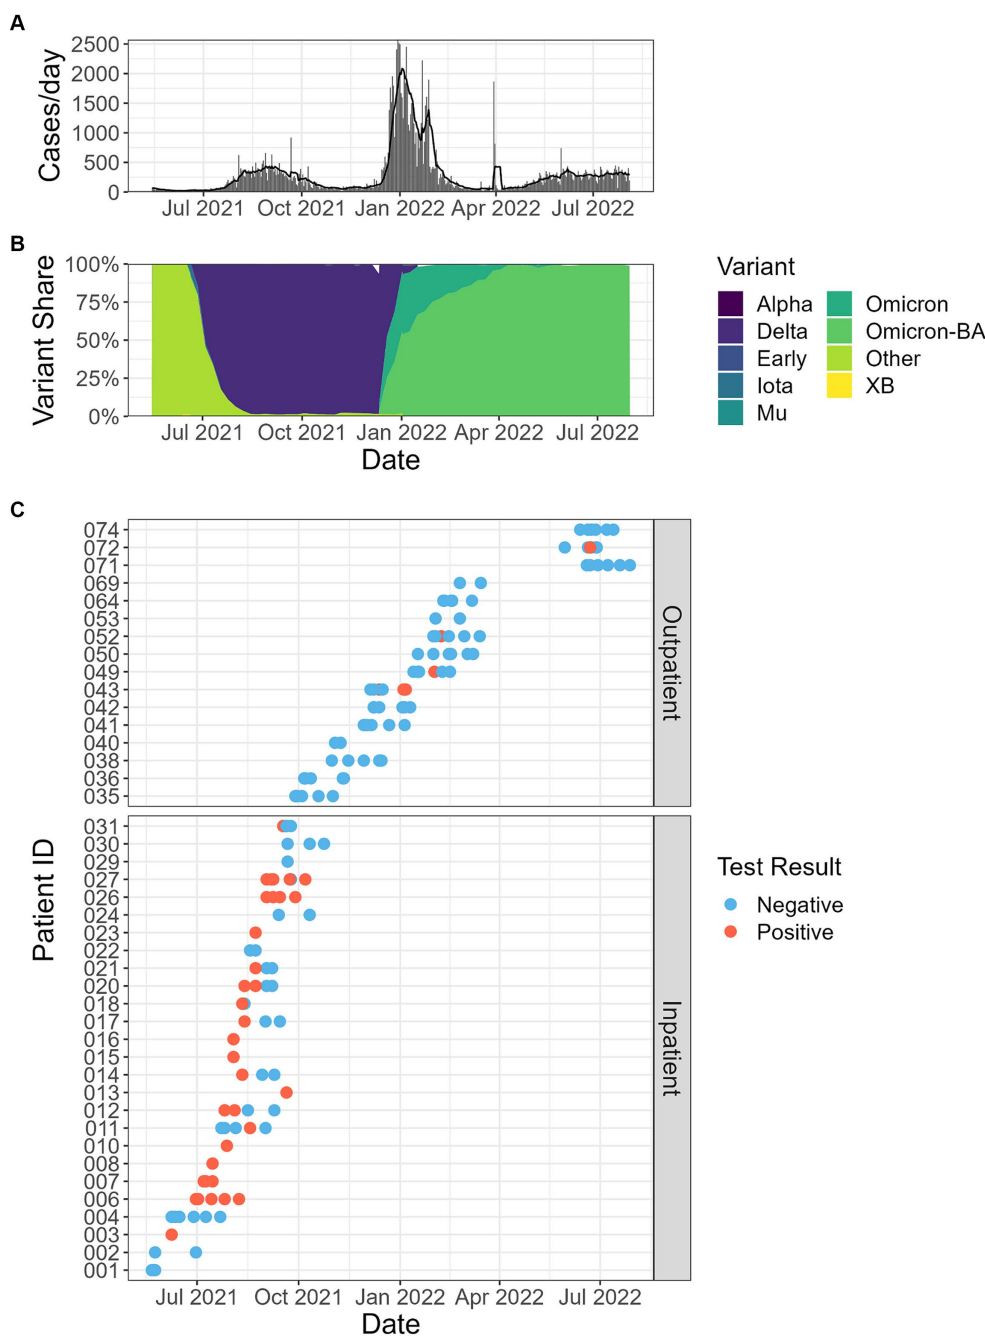 A
Cases/day
2500
2000
1500
1000
500
0
Jul 2021 Oct 2021 Jan 2022 Apr 2022 Jul 2022
B
Variant Share
100%
75%
50%
25%
0%
Jul 2021 Oct 2021 Jan 2022 Apr 2022 Jul 2022
Date
Variant
Alpha
Delta
Early
Iota
Mu
Omicron
Omicron-BA
Other
XB
C
Patient ID
074
072
071
069
064
053
052
050
049
043
042
041
040
038
036
035
Outpatient
031
030
029
027
026
024
023
022
021
020
018
017
016
015
014
013
012
011
010
008
007
006
004
003
002
001
Inpatient
Jul 2021 Oct 2021 Jan 2022 Apr 2022 Jul 2022
Date
Test Result
Negative
Positive